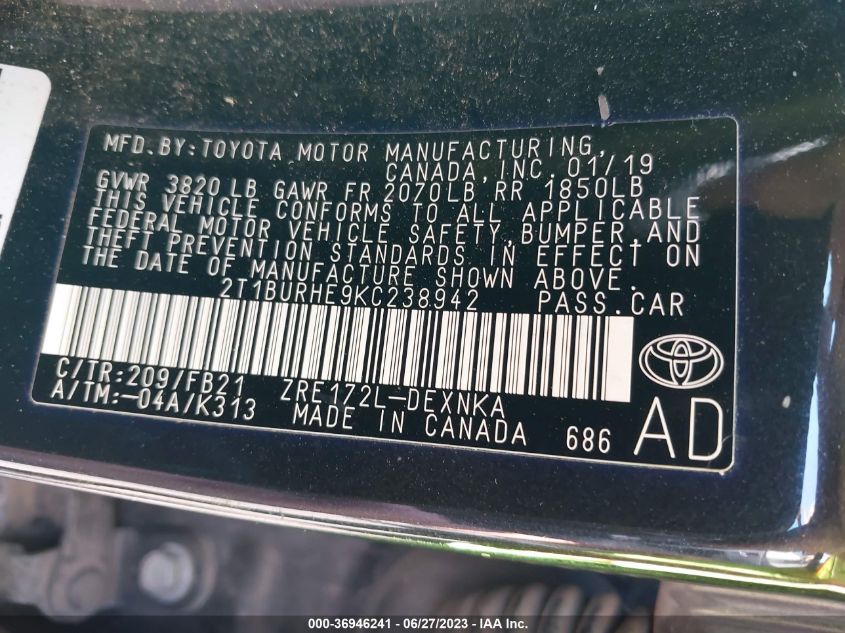 MFD.BY:TOYOTA MOTOR MANUFACTURING,
CANADA,INC. 01/19
GVWR 3820 LB GAWR FR 2070LB RR 1850LB
THIS VEHICLE CONFORMS TO ALL APPLICABLE
FEDERAL MOTOR VEHICLE SAFETY,BUMPER,AND
THEFT PREVENTION STANDARDS IN EFFECT ON
THE DATE OF MANUFACTURE SHOWN ABOVE.
2T1BURHE9KC238942 PASS.CAR
C/TR:209/FB21 ZRE172L-DEXNKA
A/TM:-04A/K313 MADE IN CANADA 686 AD
000-36946241 - 06/27/2023 - IAA Inc.